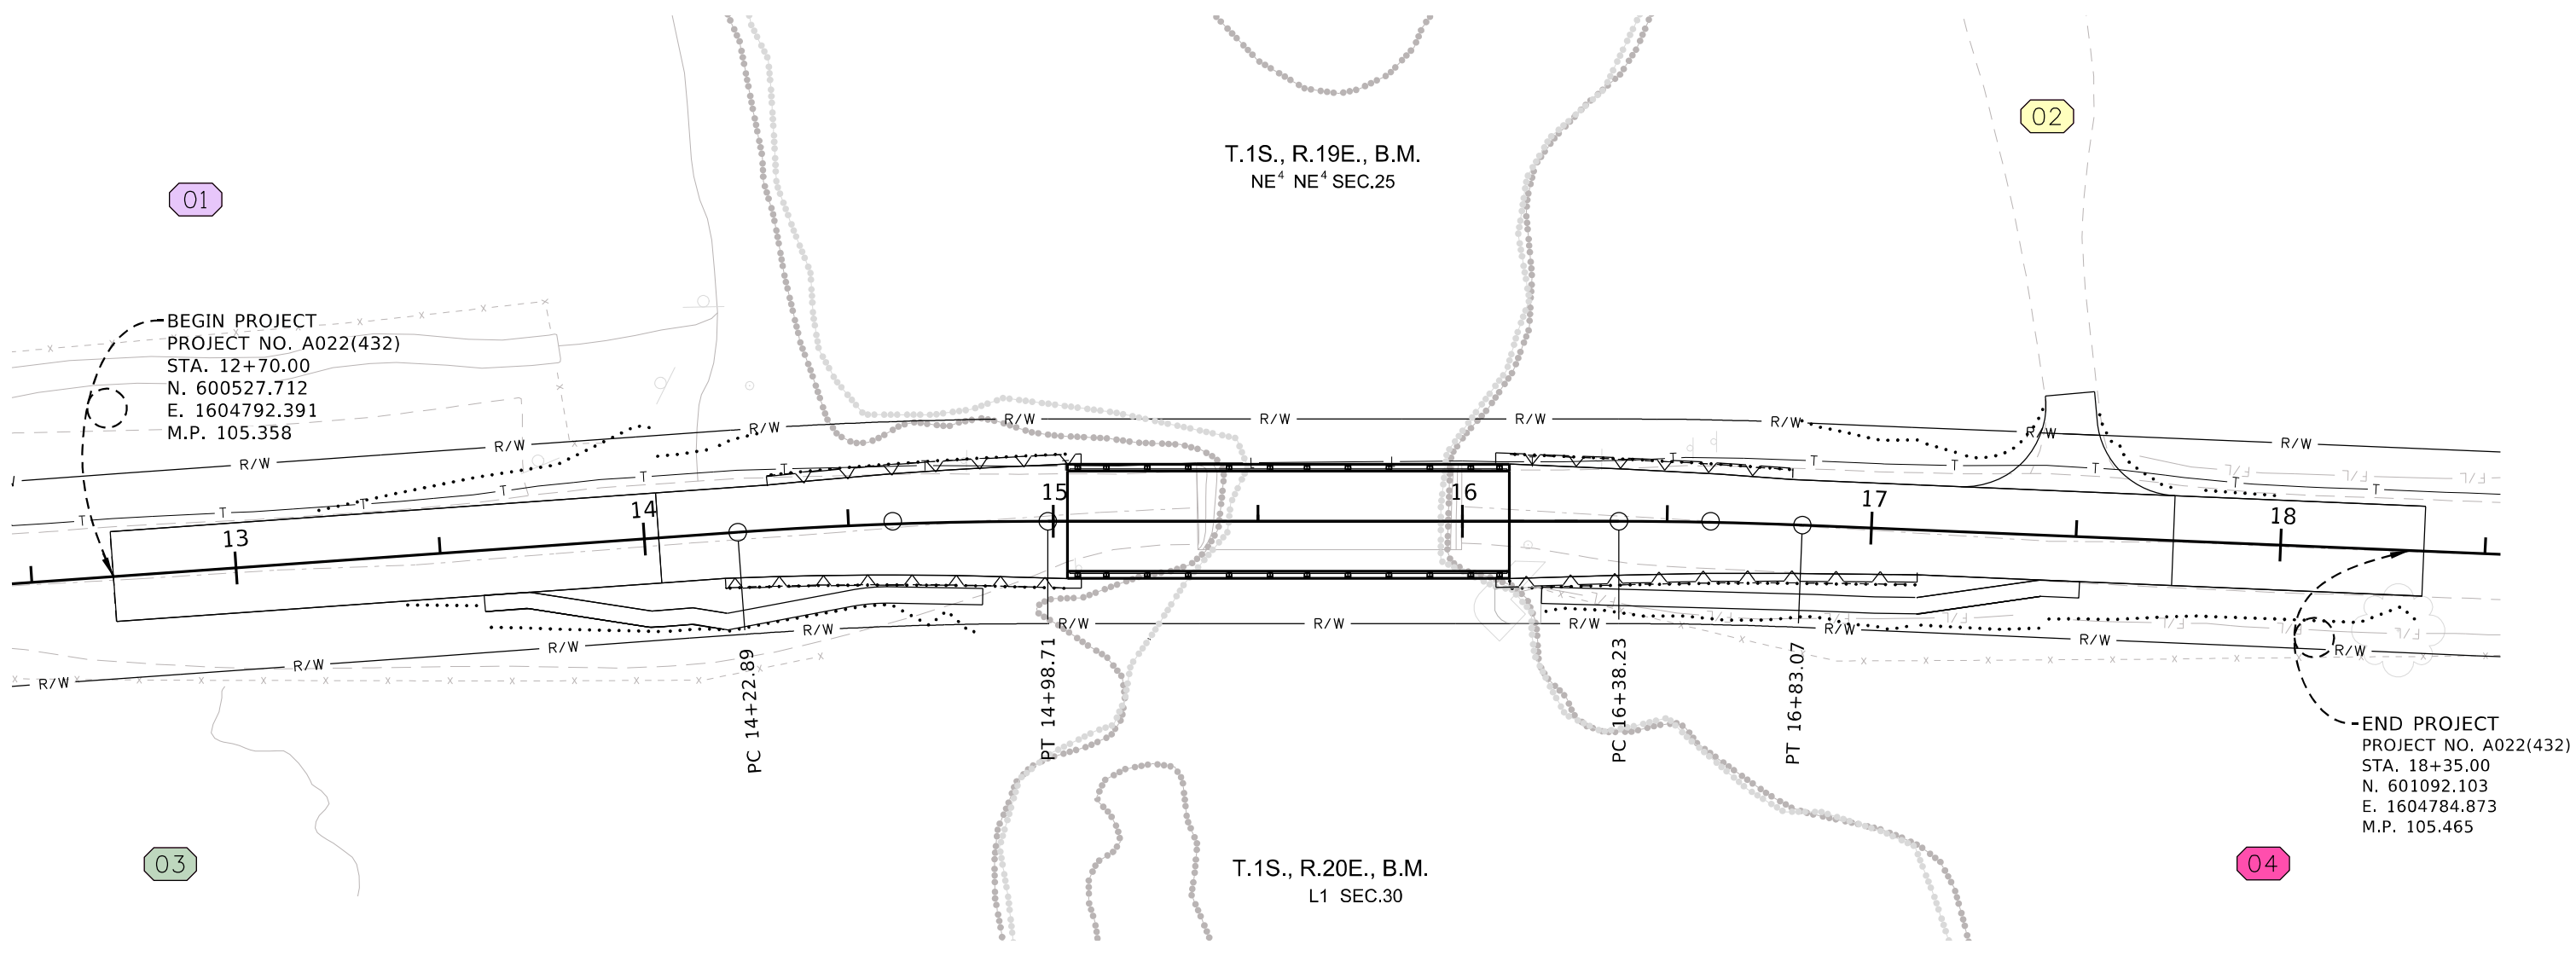 02
T.1S., R.19E., B.M.
NE⁴ NE⁴ SEC.25
01
BEGIN PROJECT
PROJECT NO. A022(432)
STA. 12+70.00
N. 600527.712
E. 1604792.391
M.P. 105.358
R/W R/W R/W R/W R/W R/W R/W R/W R/W
T T T T T T T T T T T T
F/L F/L F/L
13 14 15 16 17 18
R/W R/W R/W R/W R/W R/W R/W R/W R/W R/W
F/L F/L F/L F/L F/L F/L F/L
PC 14+22.89
PT 14+98.71
PC 16+38.23
PT 16+83.07
END PROJECT
PROJECT NO. A022(432)
STA. 18+35.00
N. 601092.103
E. 1604784.873
M.P. 105.465
03
T.1S., R.20E., B.M.
L1 SEC.30
04